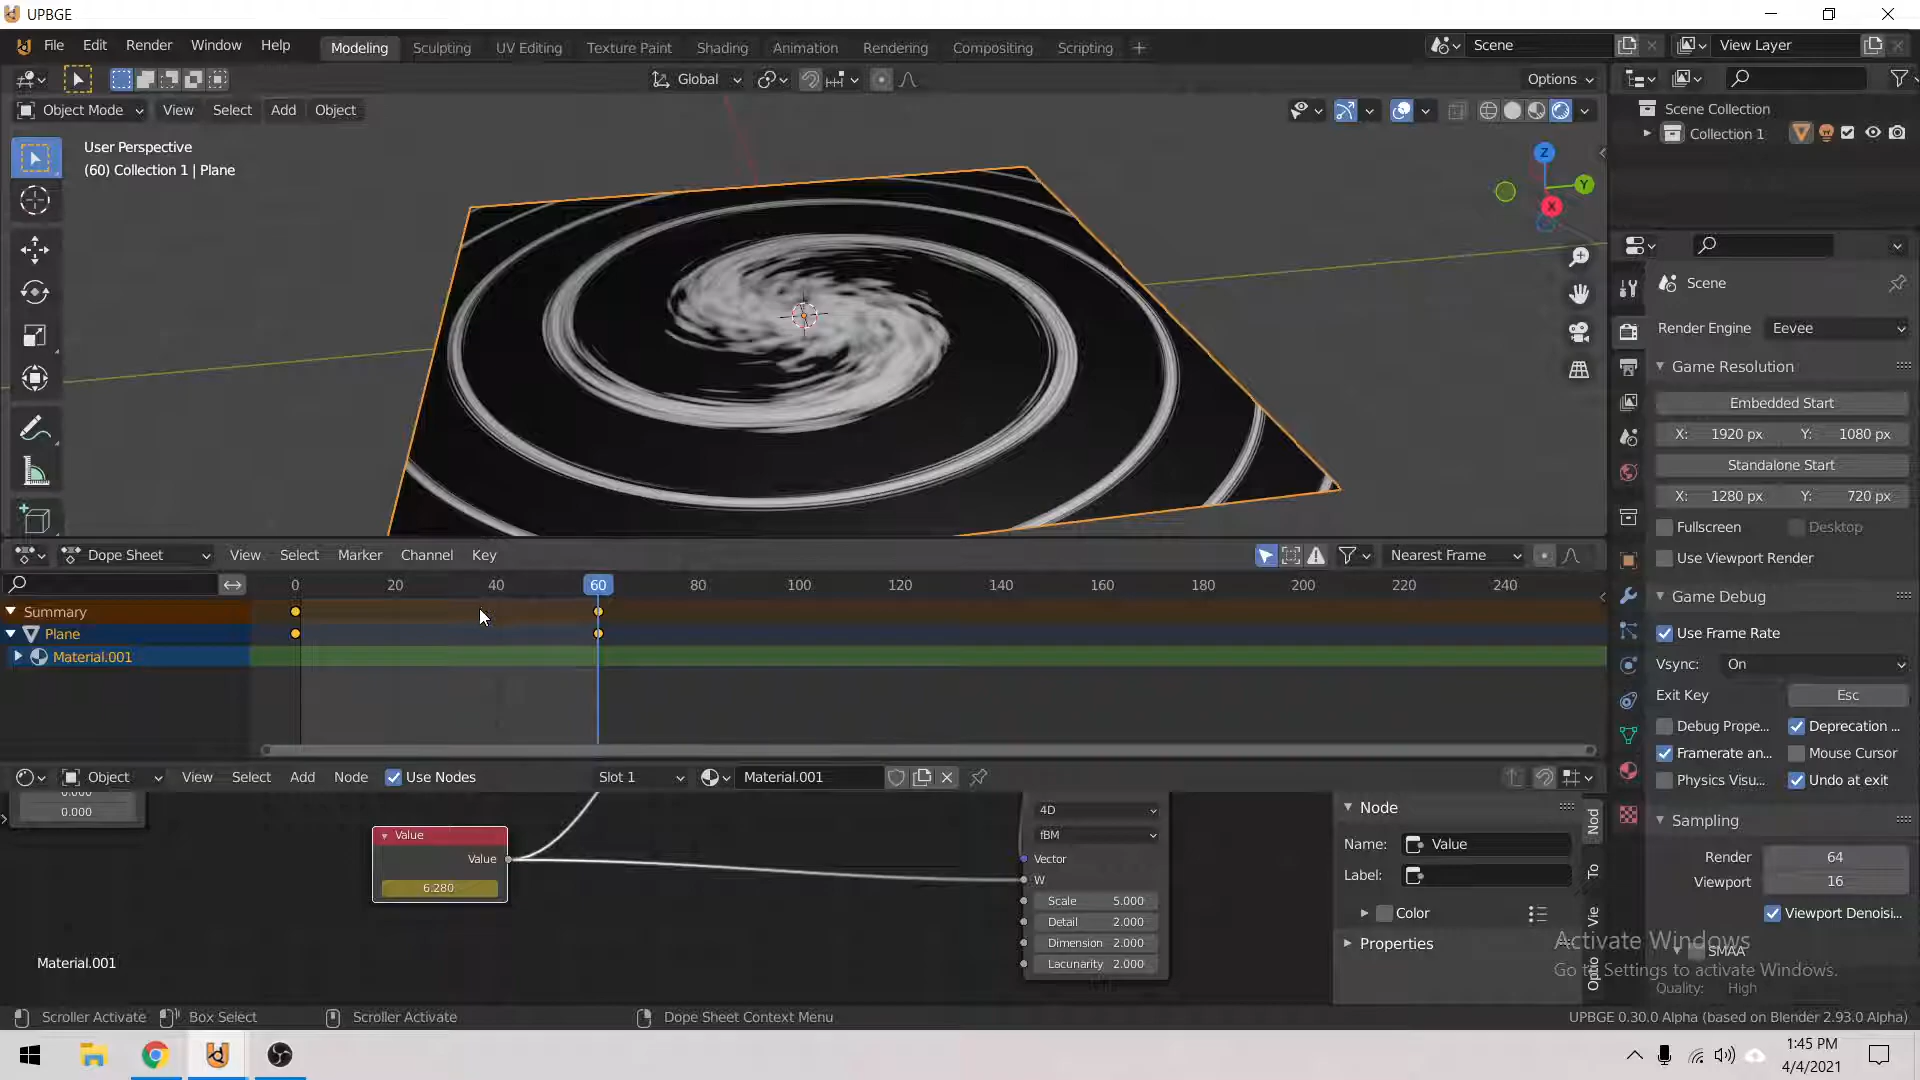 UPBGE
File Edit Render Window Help
Modeling Sculpting UV Editing Texture Paint Shading Animation Rendering Compositing Scripting +
Scene View Layer
Global Options
Object Mode View Select Add Object
User Perspective
(60) Collection 1 | Plane
Z
Y
X
Scene Collection
Collection 1
Scene
Render Engine Eevee
Game Resolution
Embedded Start
X: 1920 px Y: 1080 px
Standalone Start
X: 1280 px Y: 720 px
Fullscreen Desktop
Use Viewport Render
Game Debug
Use Frame Rate
Vsync: On
Exit Key Esc
Debug Prope... Deprecation ...
Framerate an... Mouse Cursor
Physics Visu... Undo at exit
Sampling
Render 64
Viewport 16
Viewport Denoisi...
SMAA
Quality: High
Dope Sheet View Select Marker Channel Key Nearest Frame
0 20 40 60 80 100 120 140 160 180 200 220 240
Summary
Plane
Material.001
Object View Select Add Node Use Nodes Slot 1 Material.001
0.000
0.000
Value
Value
6.280
4D
fBM
Vector
W
Scale 5.000
Detail 2.000
Dimension 2.000
Lacunarity 2.000
Node
Name: Value
Label:
Color
Properties
Nod
To
Vie
Optio
Material.001
Activate Windows
Go to Settings to activate Windows.
Scroller Activate Box Select Scroller Activate Dope Sheet Context Menu UPBGE 0.30.0 Alpha (based on Blender 2.93.0 Alpha)
1:45 PM
4/4/2021